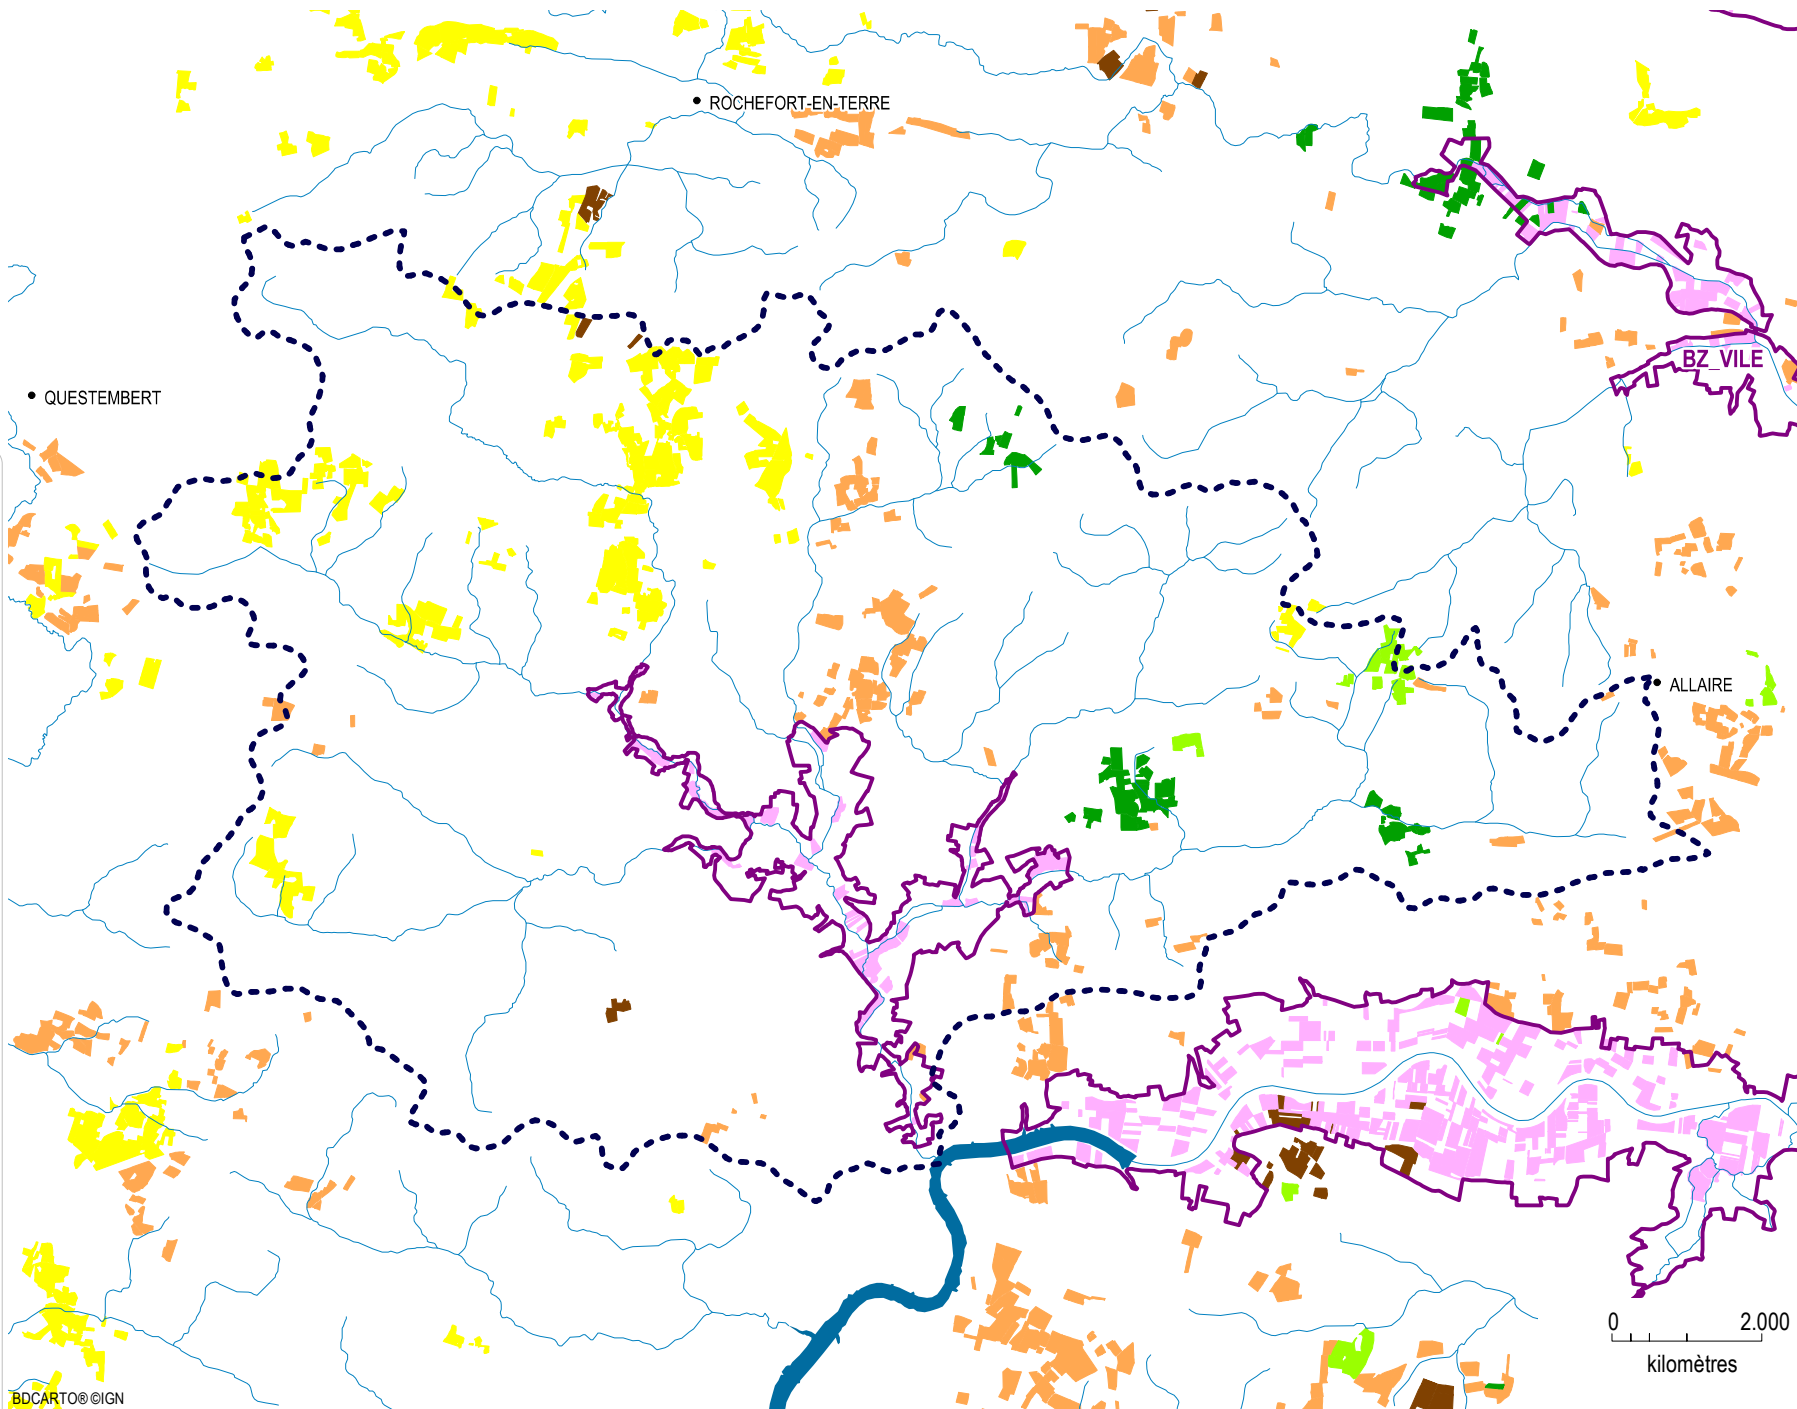 ROCHEFORT-EN-TERRE
BZ_VILE
QUESTEMBERT
ALLAIRE
0 2.000
kilomètres
BDCARTO® ©IGN